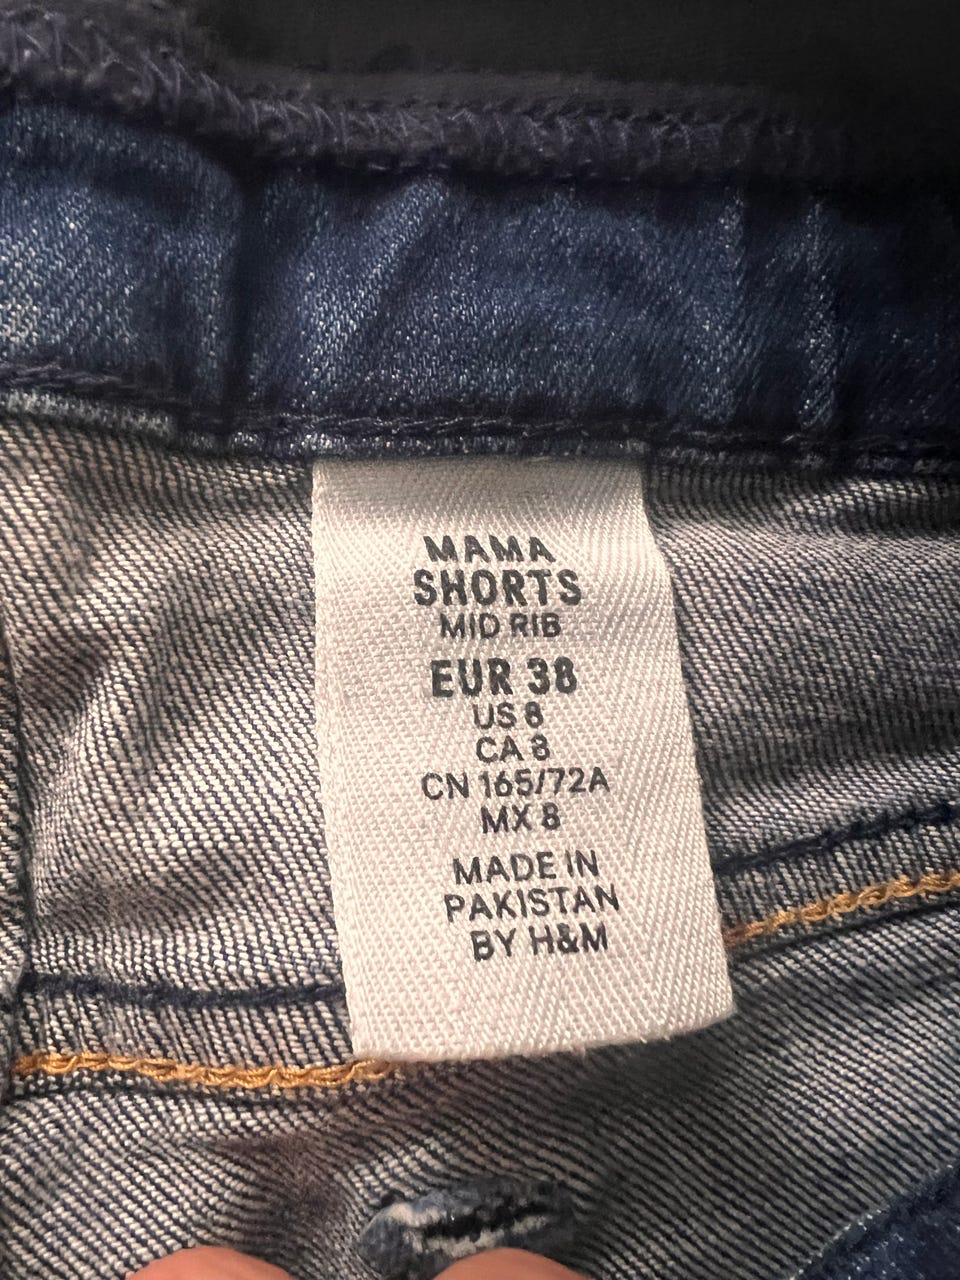 MAMA
SHORTS
MID RIB
EUR 38
US 8
CA 8
CN 165/72A
MX 8
MADE IN
PAKISTAN
BY H&M